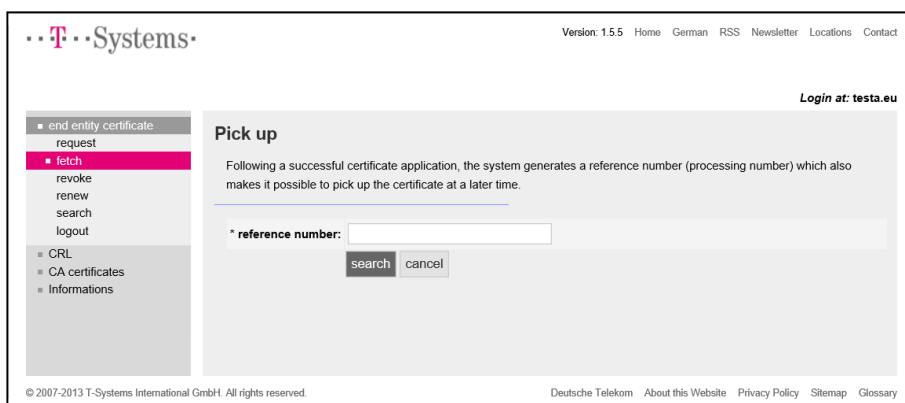 ··T··Systems·
Version: 1.5.5 Home German RSS Newsletter Locations Contact
Login at: testa.eu
end entity certificate
request
fetch
revoke
renew
search
logout
CRL
CA certificates
Informations
Pick up
Following a successful certificate application, the system generates a reference number (processing number) which also
makes it possible to pick up the certificate at a later time.
* reference number:
search cancel
© 2007-2013 T-Systems International GmbH. All rights reserved.
Deutsche Telekom About this Website Privacy Policy Sitemap Glossary